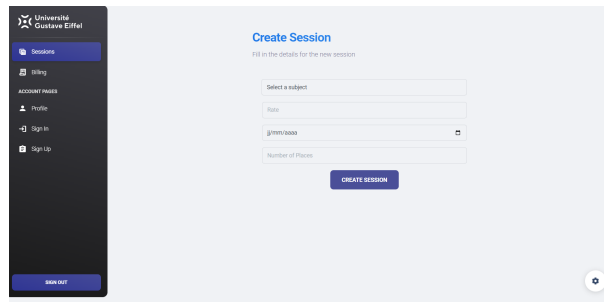 Université
Gustave Eiffel
Sessions
Billing
ACCOUNT PAGES
Profile
Sign In
Sign Up
SIGN OUT
Create Session
Fill in the details for the new session
Select a subject
Rate
jj/mm/aaaa
Number of Places
CREATE SESSION